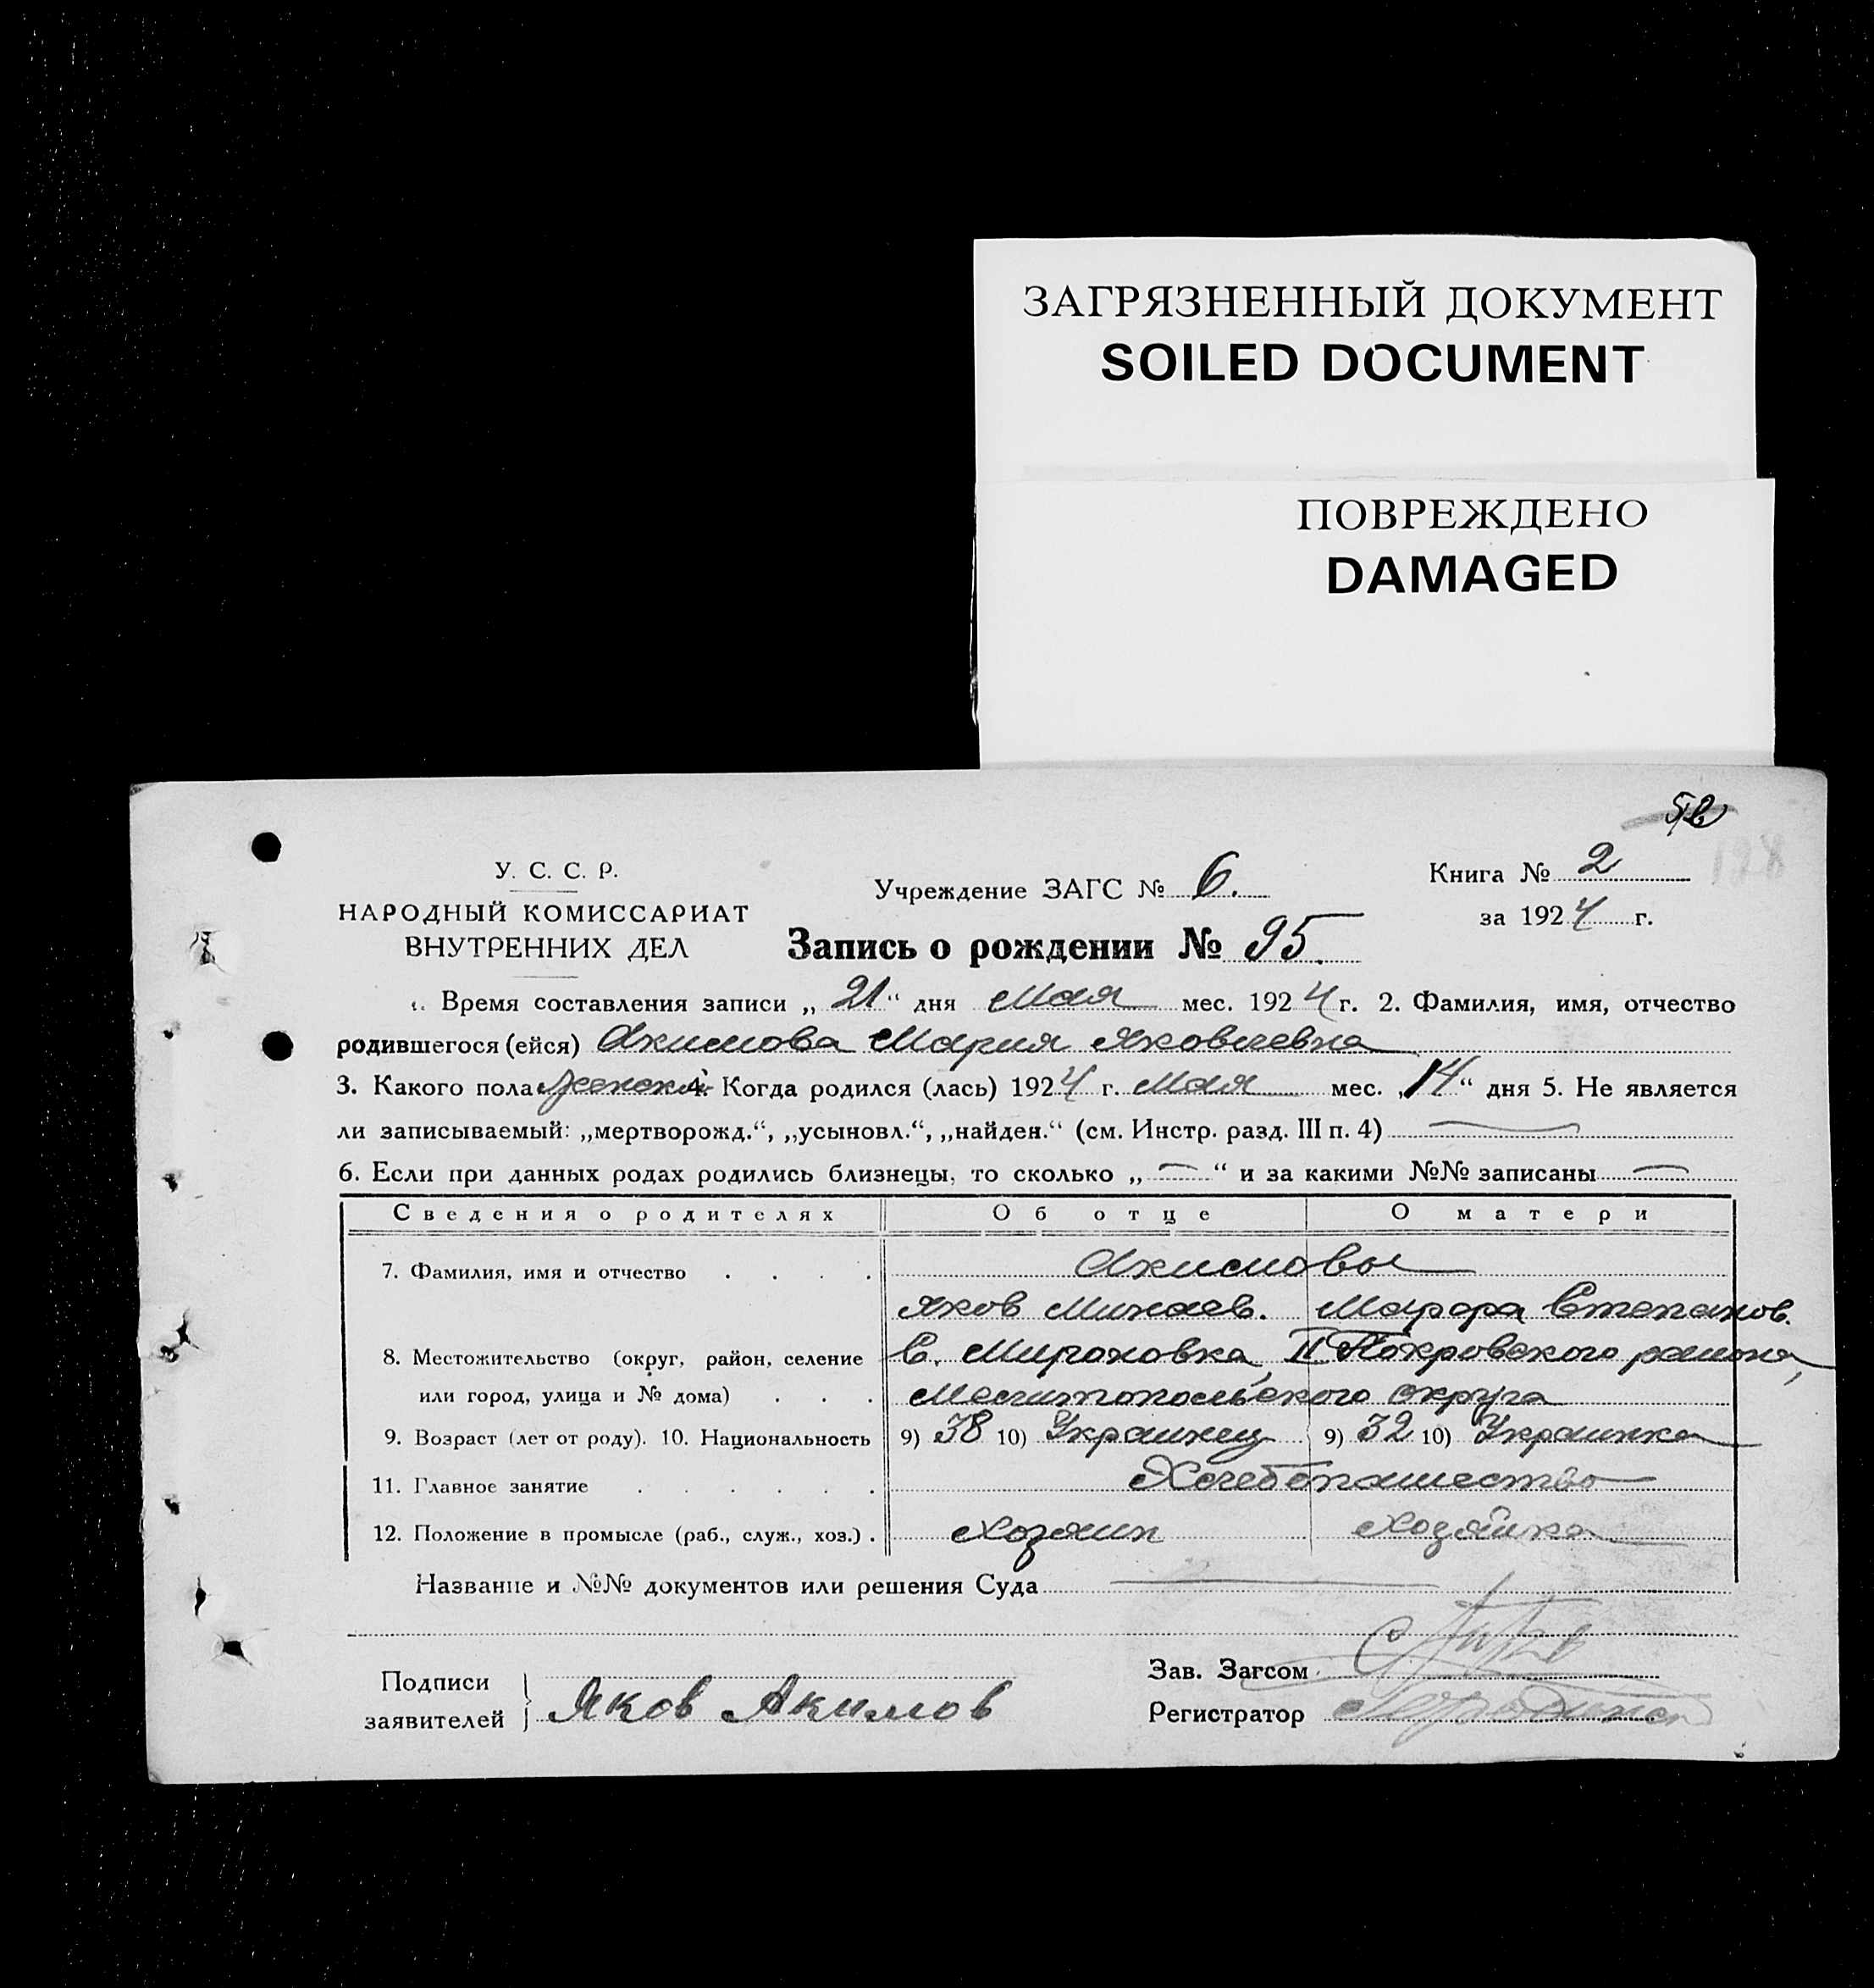 ЗАГРЯЗНЕННЫЙ ДОКУМЕНТ
SOILED DOCUMENT
ПОВРЕЖДЕНО
DAMAGED
У. С. С. Р.
НАРОДНЫЙ КОМИССАРИАТ
ВНУТРЕННИХ ДЕЛ
Учреждение ЗАГС № 6.
Книга № 2
за 1924 г.
Запись о рождении № 95.
Время составления записи „ 21 “ дня Мая мес. 1924 г. 2. Фамилия, имя, отчество
родившегося (ейся) Акимова Мария Яковлевна
3. Какого пола женск. 4. Когда родился (лась) 1924 г. Мая мес. „14“ дня 5. Не является
ли записываемый: „мертворожд.“, „усыновл.“, „найден.“ (см. Инстр. разд. III п. 4) —
6. Если при данных родах родились близнецы, то сколько „ — “ и за какими №№ записаны —
Сведения о родителях Об отце О матери
7. Фамилия, имя и отчество . . . . Акимовы
Яков Минаев. Марфа Степанов.
8. Местожительство (округ, район, селение С. Мироновка, II Покровского района,
или город, улица и № дома) . . . Мелитопольского округа
9. Возраст (лет от роду). 10. Национальность 9) 38 10) Украинец 9) 32 10) Украинка
11. Главное занятие . . . . . . Хлебопашество
12. Положение в промысле (раб., служ., хоз.) . Хозяин Хозяйка
Название и №№ документов или решения Суда —
Подписи
заявителей } Яков Акимов
Зав. Загсом
Регистратор